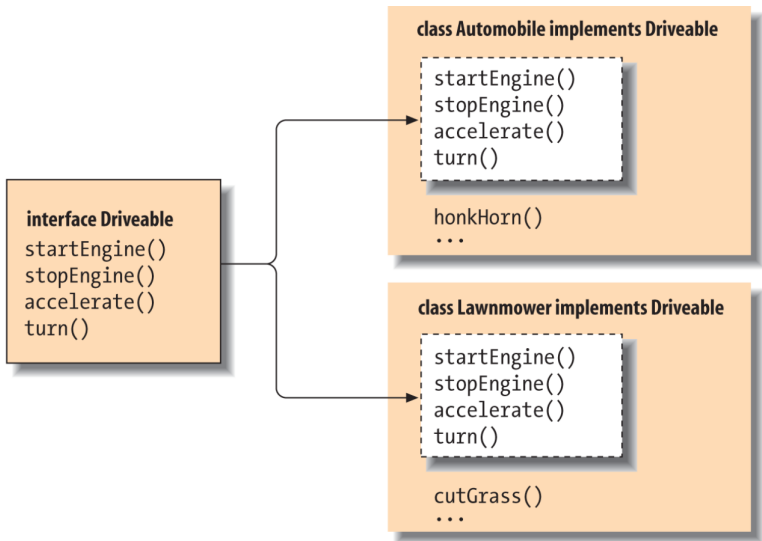 interface Driveable
startEngine()
stopEngine()
accelerate()
turn()
class Automobile implements Driveable
startEngine()
stopEngine()
accelerate()
turn()
honkHorn()
...
class Lawnmower implements Driveable
startEngine()
stopEngine()
accelerate()
turn()
cutGrass()
...